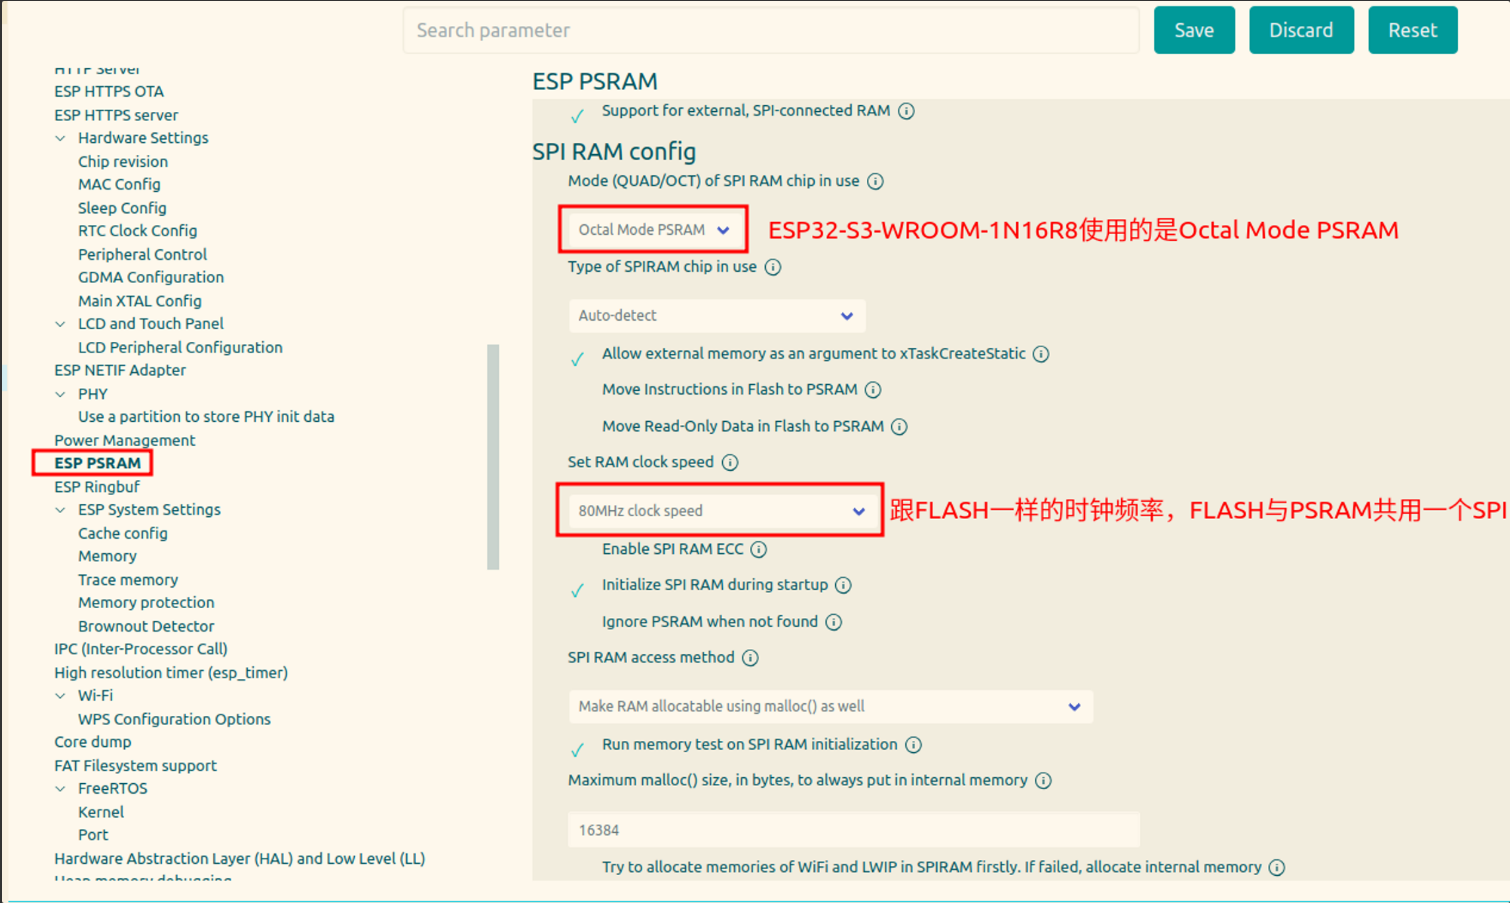 Search parameter
Save
Discard
Reset
HTTP Server
ESP HTTPS OTA
ESP HTTPS server
Hardware Settings
Chip revision
MAC Config
Sleep Config
RTC Clock Config
Peripheral Control
GDMA Configuration
Main XTAL Config
LCD and Touch Panel
LCD Peripheral Configuration
ESP NETIF Adapter
PHY
Use a partition to store PHY init data
Power Management
ESP PSRAM
ESP Ringbuf
ESP System Settings
Cache config
Memory
Trace memory
Memory protection
Brownout Detector
IPC (Inter-Processor Call)
High resolution timer (esp_timer)
Wi-Fi
WPS Configuration Options
Core dump
FAT Filesystem support
FreeRTOS
Kernel
Port
Hardware Abstraction Layer (HAL) and Low Level (LL)
Heap memory debugging
ESP PSRAM
Support for external, SPI-connected RAM
SPI RAM config
Mode (QUAD/OCT) of SPI RAM chip in use
Octal Mode PSRAM
ESP32-S3-WROOM-1N16R8使用的是Octal Mode PSRAM
Type of SPIRAM chip in use
Auto-detect
Allow external memory as an argument to xTaskCreateStatic
Move Instructions in Flash to PSRAM
Move Read-Only Data in Flash to PSRAM
Set RAM clock speed
80MHz clock speed
跟FLASH一样的时钟频率，FLASH与PSRAM共用一个SPI
Enable SPI RAM ECC
Initialize SPI RAM during startup
Ignore PSRAM when not found
SPI RAM access method
Make RAM allocatable using malloc() as well
Run memory test on SPI RAM initialization
Maximum malloc() size, in bytes, to always put in internal memory
16384
Try to allocate memories of WiFi and LWIP in SPIRAM firstly. If failed, allocate internal memory